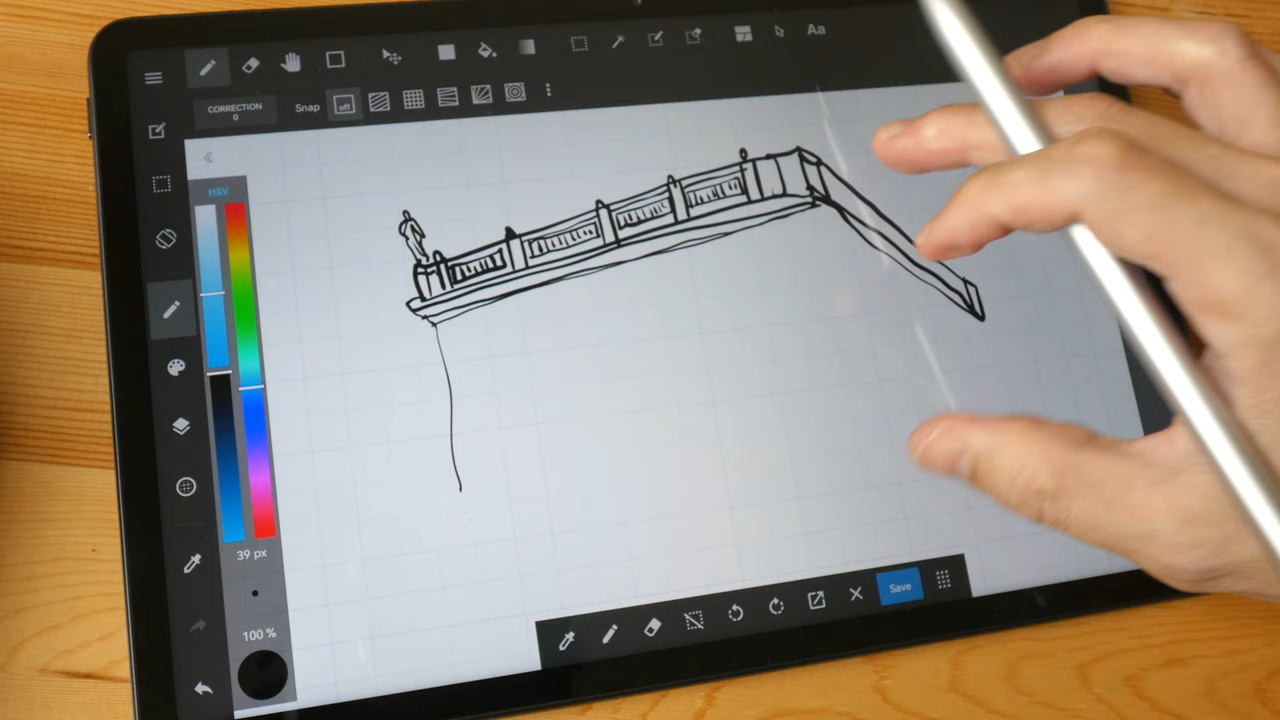 Aa
CORRECTION
0
Snap
off
HSV
39 px
100 %
Save